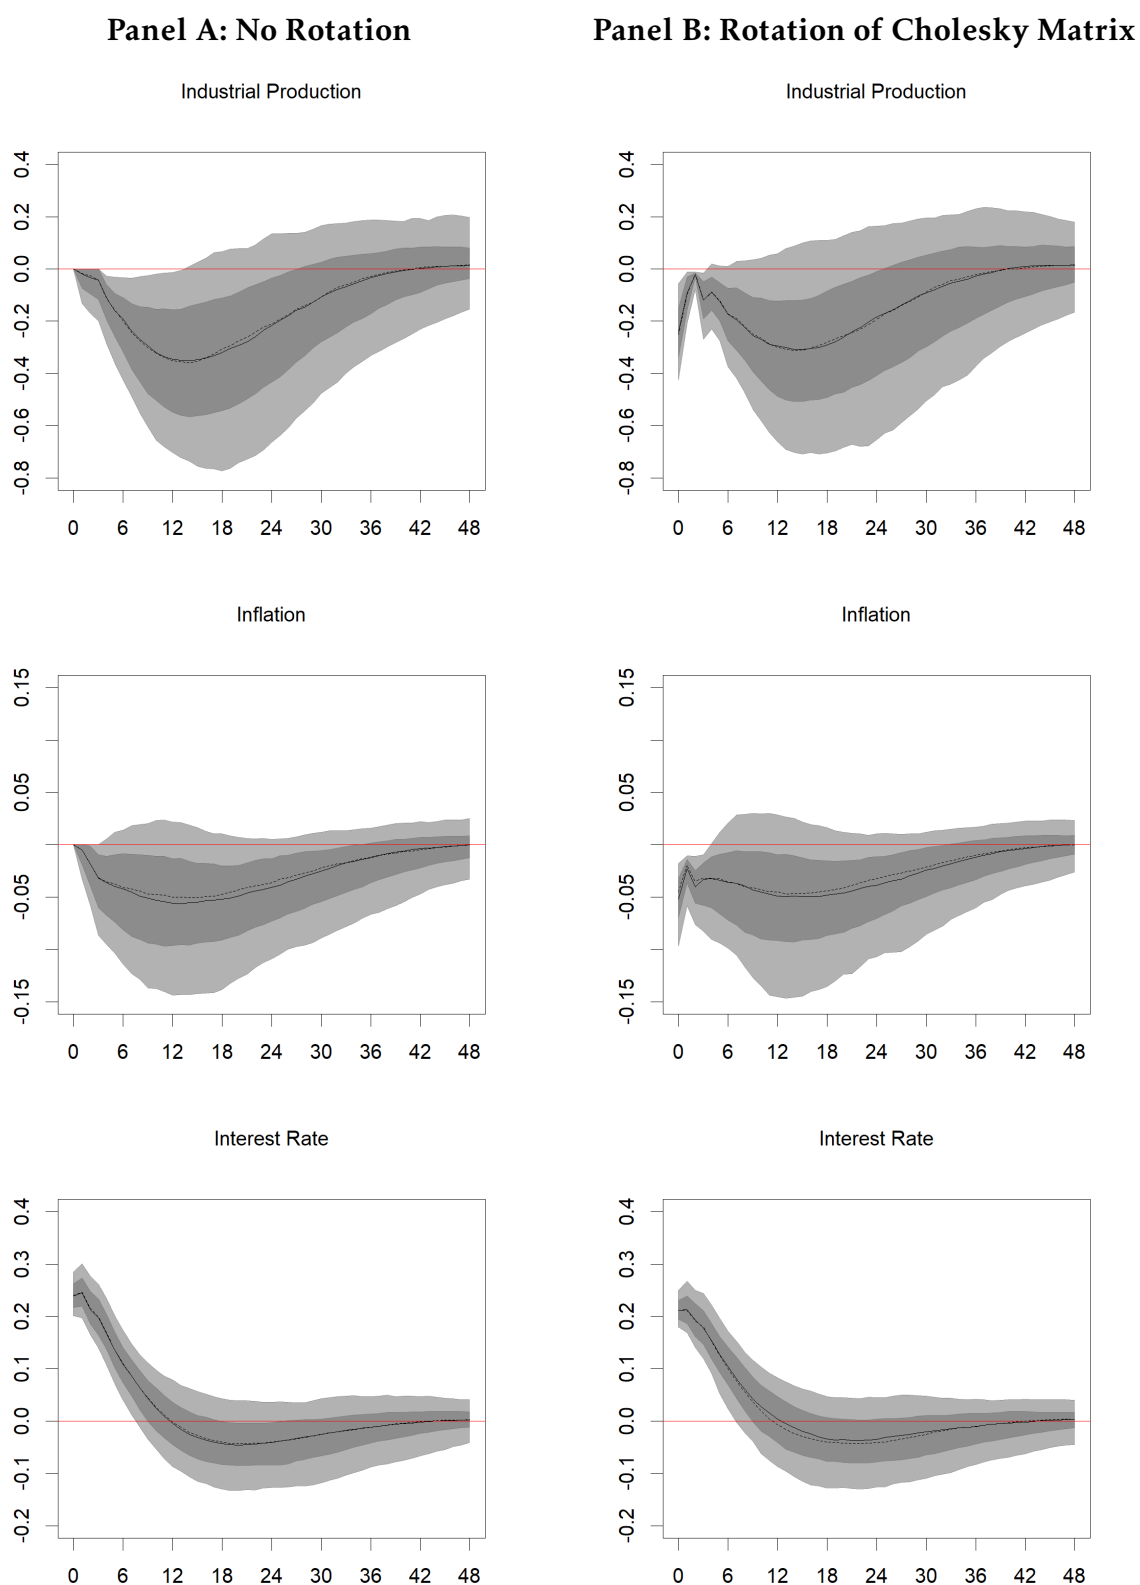 Panel A: No Rotation
Panel B: Rotation of Cholesky Matrix
Industrial Production
0.4
0.2
0.0
-0.2
-0.4
-0.6
-0.8
0 6 12 18 24 30 36 42 48
Industrial Production
0.4
0.2
0.0
-0.2
-0.4
-0.6
-0.8
0 6 12 18 24 30 36 42 48
Inflation
0.15
0.05
-0.05
-0.15
0 6 12 18 24 30 36 42 48
Inflation
0.15
0.05
-0.05
-0.15
0 6 12 18 24 30 36 42 48
Interest Rate
0.4
0.3
0.2
0.1
0.0
-0.1
-0.2
0 6 12 18 24 30 36 42 48
Interest Rate
0.4
0.3
0.2
0.1
0.0
-0.1
-0.2
0 6 12 18 24 30 36 42 48